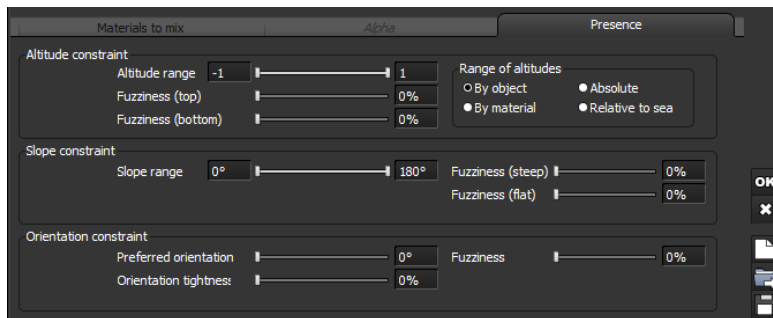 Materials to mix Alpha Presence
Altitude constraint
Altitude range -1 1
Fuzziness (top) 0%
Fuzziness (bottom) 0%
Range of altitudes
By object Absolute
By material Relative to sea
Slope constraint
Slope range 0° 180° Fuzziness (steep) 0%
Fuzziness (flat) 0%
OK
Orientation constraint
Preferred orientation 0° Fuzziness 0%
Orientation tightness 0%